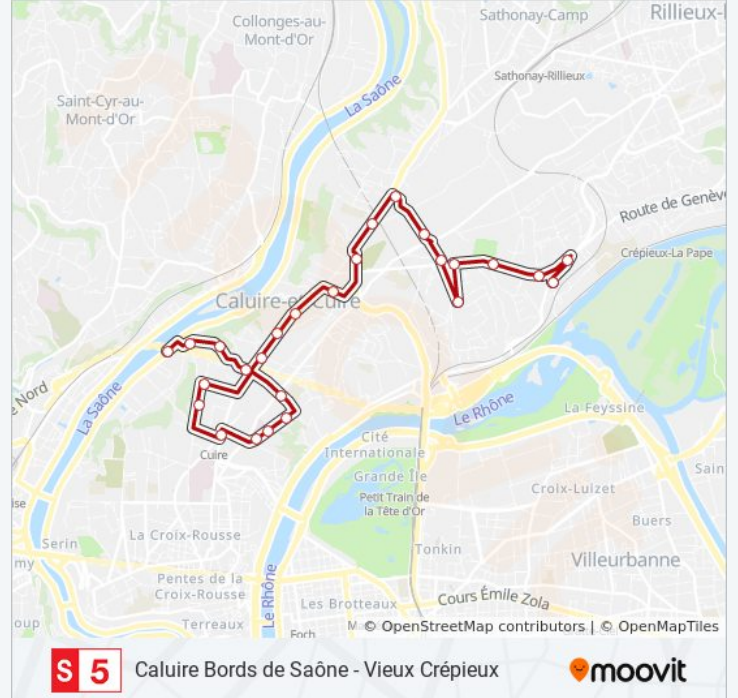 Collonges-au-
Mont-d'Or
Sathonay-Camp
Rillieux-l
Sathonay-Rillieux
La Saône
Saint-Cyr-au-
Mont-d'Or
Route de Genèv
Crépieux-La Pape
Caluire-et-Cuire
e Nord
La Saône
Le Rhône
La Feyssine
Cité
Internationale
Cuire
Grande Île
Sain
Croix-Luizet
Petit Train de
la Tête d'Or
ise
Buers
La Croix-Rousse
Serin
Tonkin
my
Villeurbanne
Pentes de la
Croix-Rousse
Le Rhône
Les Brotteaux
Cours Émile Zola
oup
Terreaux
Foch
M
© OpenStreetMap contributors | © OpenMapTiles
S 5 Caluire Bords de Saône - Vieux Crépieux
moovit